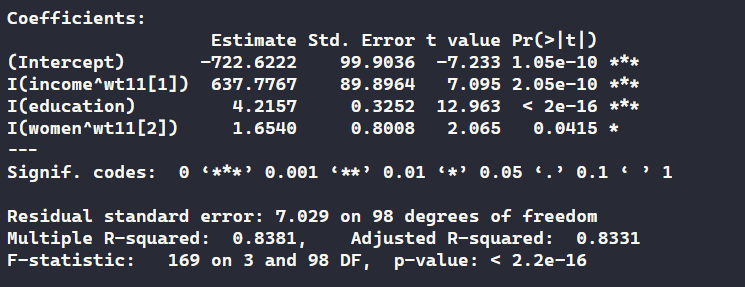 Coefficients:
                     Estimate Std. Error t value Pr(>|t|)
(Intercept)         -722.6222    99.9036  -7.233 1.05e-10 ***
I(income^wt11[1])    637.7767    89.8964   7.095 2.05e-10 ***
I(education)           4.2157     0.3252  12.963  < 2e-16 ***
I(women^wt11[2])       1.6540     0.8008   2.065   0.0415 *
---
Signif. codes:  0 ‘***’ 0.001 ‘**’ 0.01 ‘*’ 0.05 ‘.’ 0.1 ‘ ’ 1
Residual standard error: 7.029 on 98 degrees of freedom
Multiple R-squared:  0.8381,    Adjusted R-squared:  0.8331
F-statistic:   169 on 3 and 98 DF,  p-value: < 2.2e-16